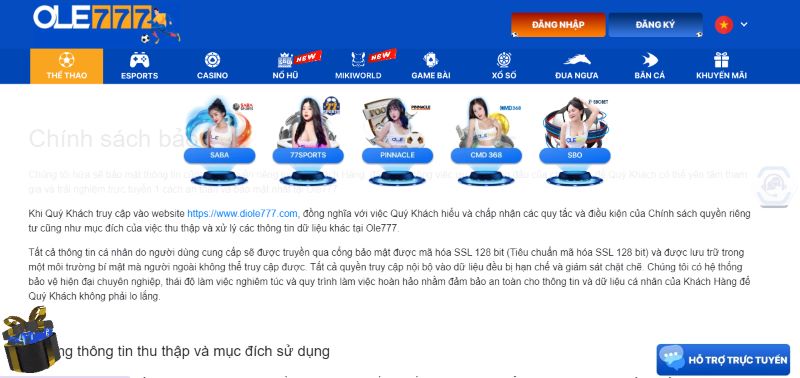 OLE777
ĐĂNG NHẬP
ĐĂNG KÝ
THỂ THAO
ESPORTS
CASINO
NỔ HŨ
NEW
MIKIWORLD
NEW
GAME BÀI
XỔ SỐ
ĐUA NGỰA
BẮN CÁ
KHUYẾN MÃI
SABA
77SPORTS
PINNACLE
PINNACLE
CMD 368
CMD368
SBO
SBOBET
Chính sách bảo
Chúng tôi hứa sẽ bảo mật thông tin
Quý Khách có thể yên tâm tham
gia và trải nghiệm trực tuyến 1 cách an
Khi Quý Khách truy cập vào website https://www.diole777.com, đồng nghĩa với việc Quý Khách hiểu và chấp nhận các quy tắc và điều kiện của Chính sách quyền riêng
tư cũng như mục đích của việc thu thập và xử lý các thông tin dữ liệu khác tại Ole777.
Tất cả thông tin cá nhân do người dùng cung cấp sẽ được truyền qua cổng bảo mật được mã hóa SSL 128 bit (Tiêu chuẩn mã hóa SSL 128 bit) và được lưu trữ trong
một môi trường bí mật mà người ngoài không thể truy cập được. Tất cả quyền truy cập nội bộ vào dữ liệu đều bị hạn chế và giám sát chặt chẽ. Chúng tôi có hệ thống
bảo vệ hiện đại chuyên nghiệp, thái độ làm việc nghiêm túc và quy trình làm việc hoàn hảo nhằm đảm bảo an toàn cho thông tin và dữ liệu cá nhân của Khách Hàng để
Quý Khách không phải lo lắng.
ng thông tin thu thập và mục đích sử dụng
HỖ TRỢ TRỰC TUYẾN